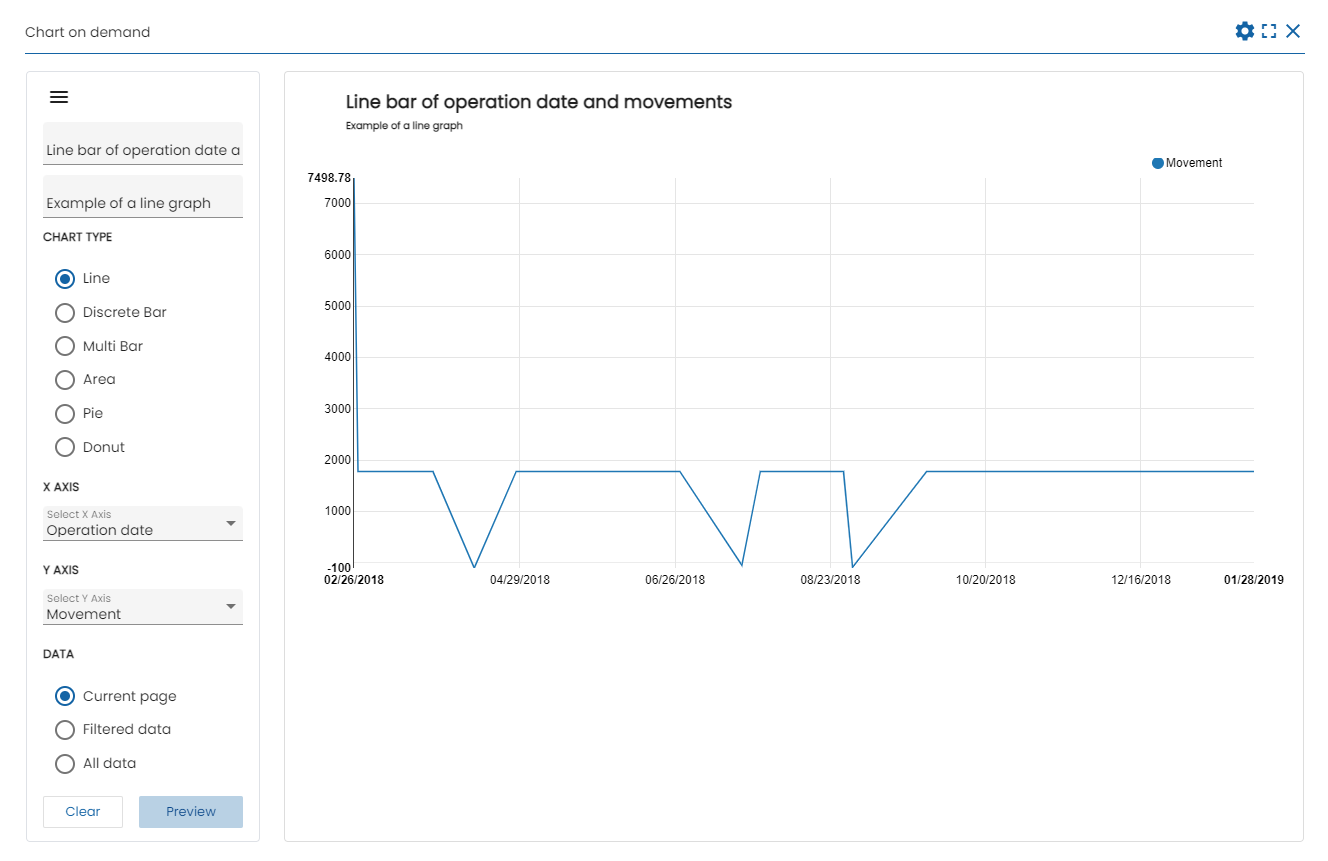 Chart on demand
Line bar of operation date a
Example of a line graph
CHART TYPE
Line
Discrete Bar
Multi Bar
Area
Pie
Donut
X AXIS
Select X Axis
Operation date
Y AXIS
Select Y Axis
Movement
DATA
Current page
Filtered data
All data
Clear
Preview
Line bar of operation date and movements
Example of a line graph
Movement
7498.78
7000
6000
5000
4000
3000
2000
1000
-100
02/26/2018 04/29/2018 06/26/2018 08/23/2018 10/20/2018 12/16/2018 01/28/2019